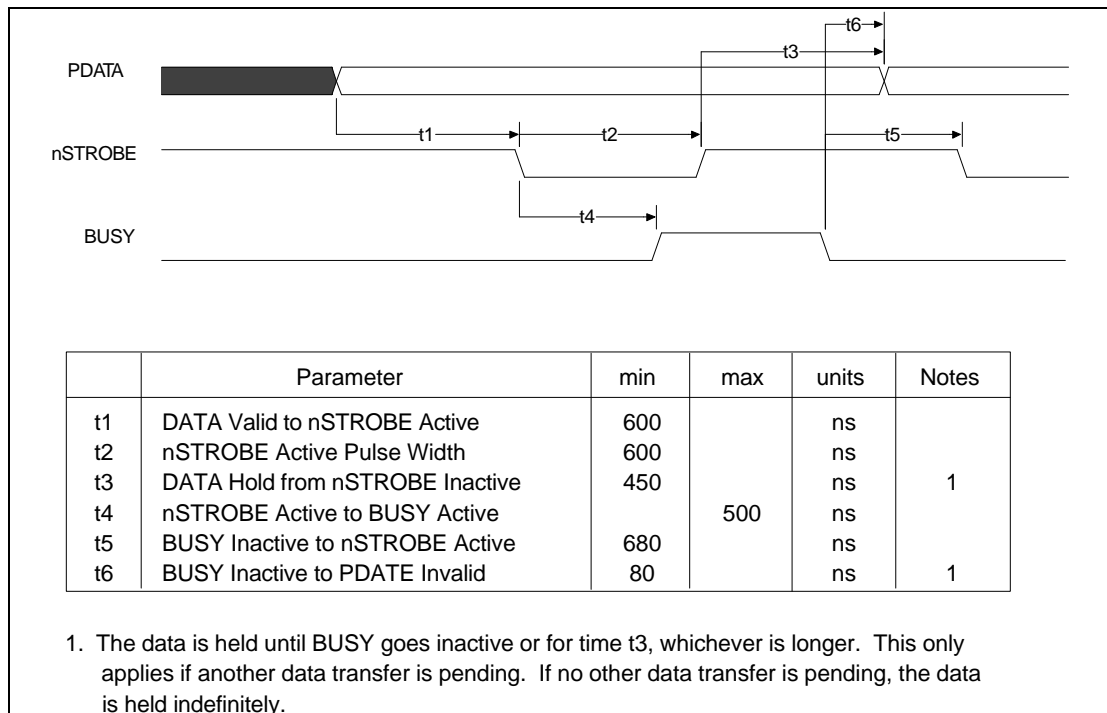 t6
t3
PDATA
t1 t2 t5
nSTROBE
t4
BUSY
Parameter min max units Notes
t1 DATA Valid to nSTROBE Active 600 ns
t2 nSTROBE Active Pulse Width 600 ns
t3 DATA Hold from nSTROBE Inactive 450 ns 1
t4 nSTROBE Active to BUSY Active 500 ns
t5 BUSY Inactive to nSTROBE Active 680 ns
t6 BUSY Inactive to PDATE Invalid 80 ns 1
1. The data is held until BUSY goes inactive or for time t3, whichever is longer. This only
applies if another data transfer is pending. If no other data transfer is pending, the data
is held indefinitely.